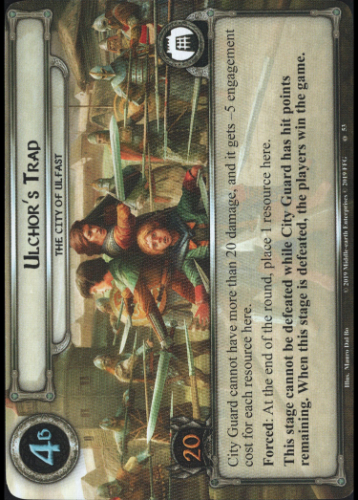 4B
ULCHOR'S TRAP
THE CITY OF ULFAST
20
City Guard cannot have more than 20 damage, and it gets –5 engagement
cost for each resource here.
Forced: At the end of the round, place 1 resource here.
This stage cannot be defeated while City Guard has hit points
remaining. When this stage is defeated, the players win the game.
Illus. Mauro Dal Bo © 2019 Middle-earth Enterprises © 2019 FFG 53